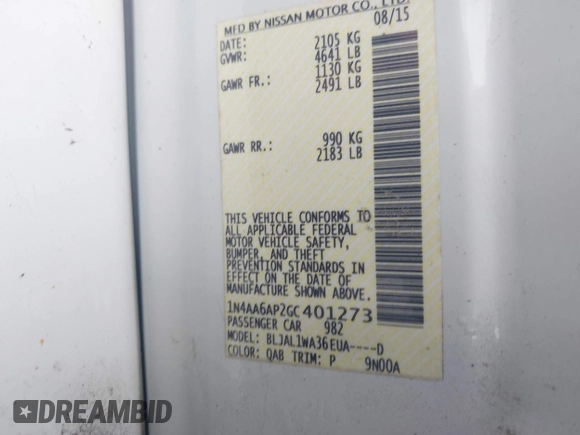 MFD BY NISSAN MOTOR CO., LTD.
DATE: 08/15
GVWR: 2105 KG
4641 LB
GAWR FR.: 1130 KG
2491 LB
GAWR RR.: 990 KG
2183 LB
THIS VEHICLE CONFORMS TO
ALL APPLICABLE FEDERAL
MOTOR VEHICLE SAFETY,
BUMPER, AND THEFT
PREVENTION STANDARDS IN
EFFECT ON THE DATE OF
MANUFACTURE SHOWN ABOVE.
1N4AA6AP2GC401273
PASSENGER CAR 982
MODEL: BLJAL1WA36EUA----D
COLOR: QAB TRIM: P 9N00A
DREAMBID